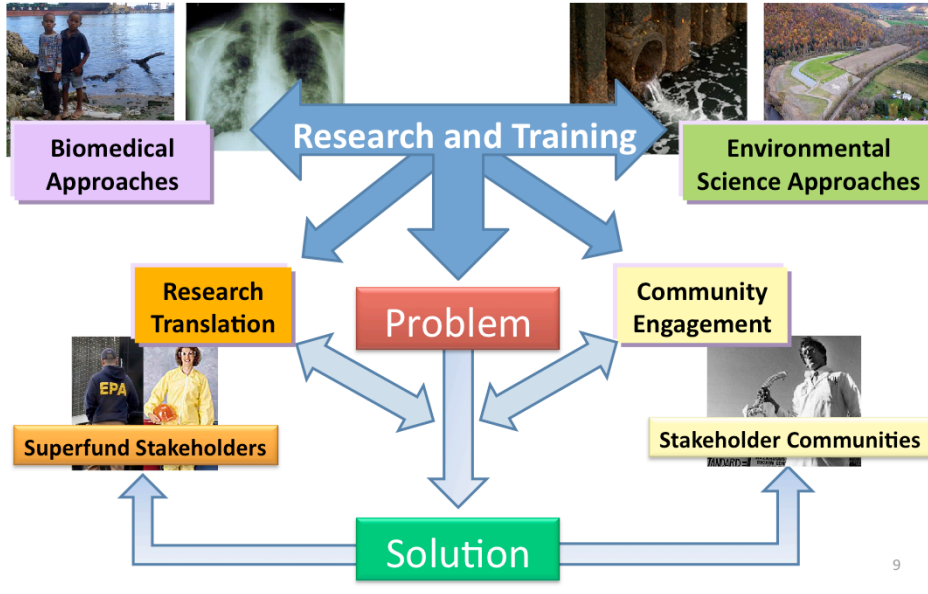 Research and Training
Biomedical
Approaches
Environmental
Science Approaches
Research
Translation
Problem
Community
Engagement
EPA
Superfund Stakeholders
Stakeholder Communities
Solution
9